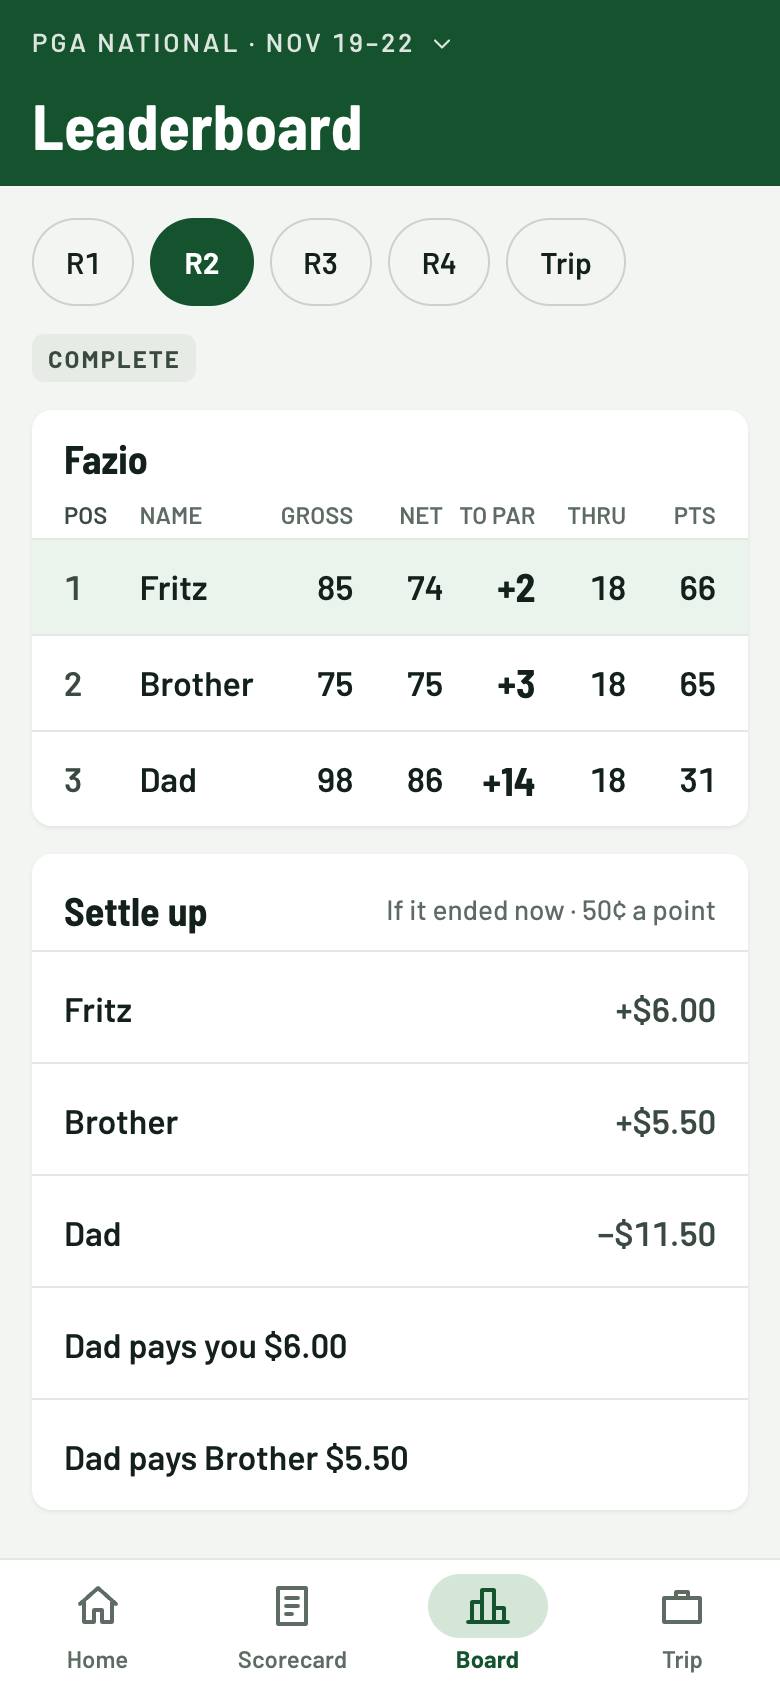 PGA NATIONAL · NOV 19–22
Leaderboard
R1 R2 R3 R4 Trip
COMPLETE
Fazio
POS NAME GROSS NET TO PAR THRU PTS
1 Fritz 85 74 +2 18 66
2 Brother 75 75 +3 18 65
3 Dad 98 86 +14 18 31
Settle up If it ended now · 50¢ a point
Fritz +$6.00
Brother +$5.50
Dad –$11.50
Dad pays you $6.00
Dad pays Brother $5.50
Home Scorecard Board Trip